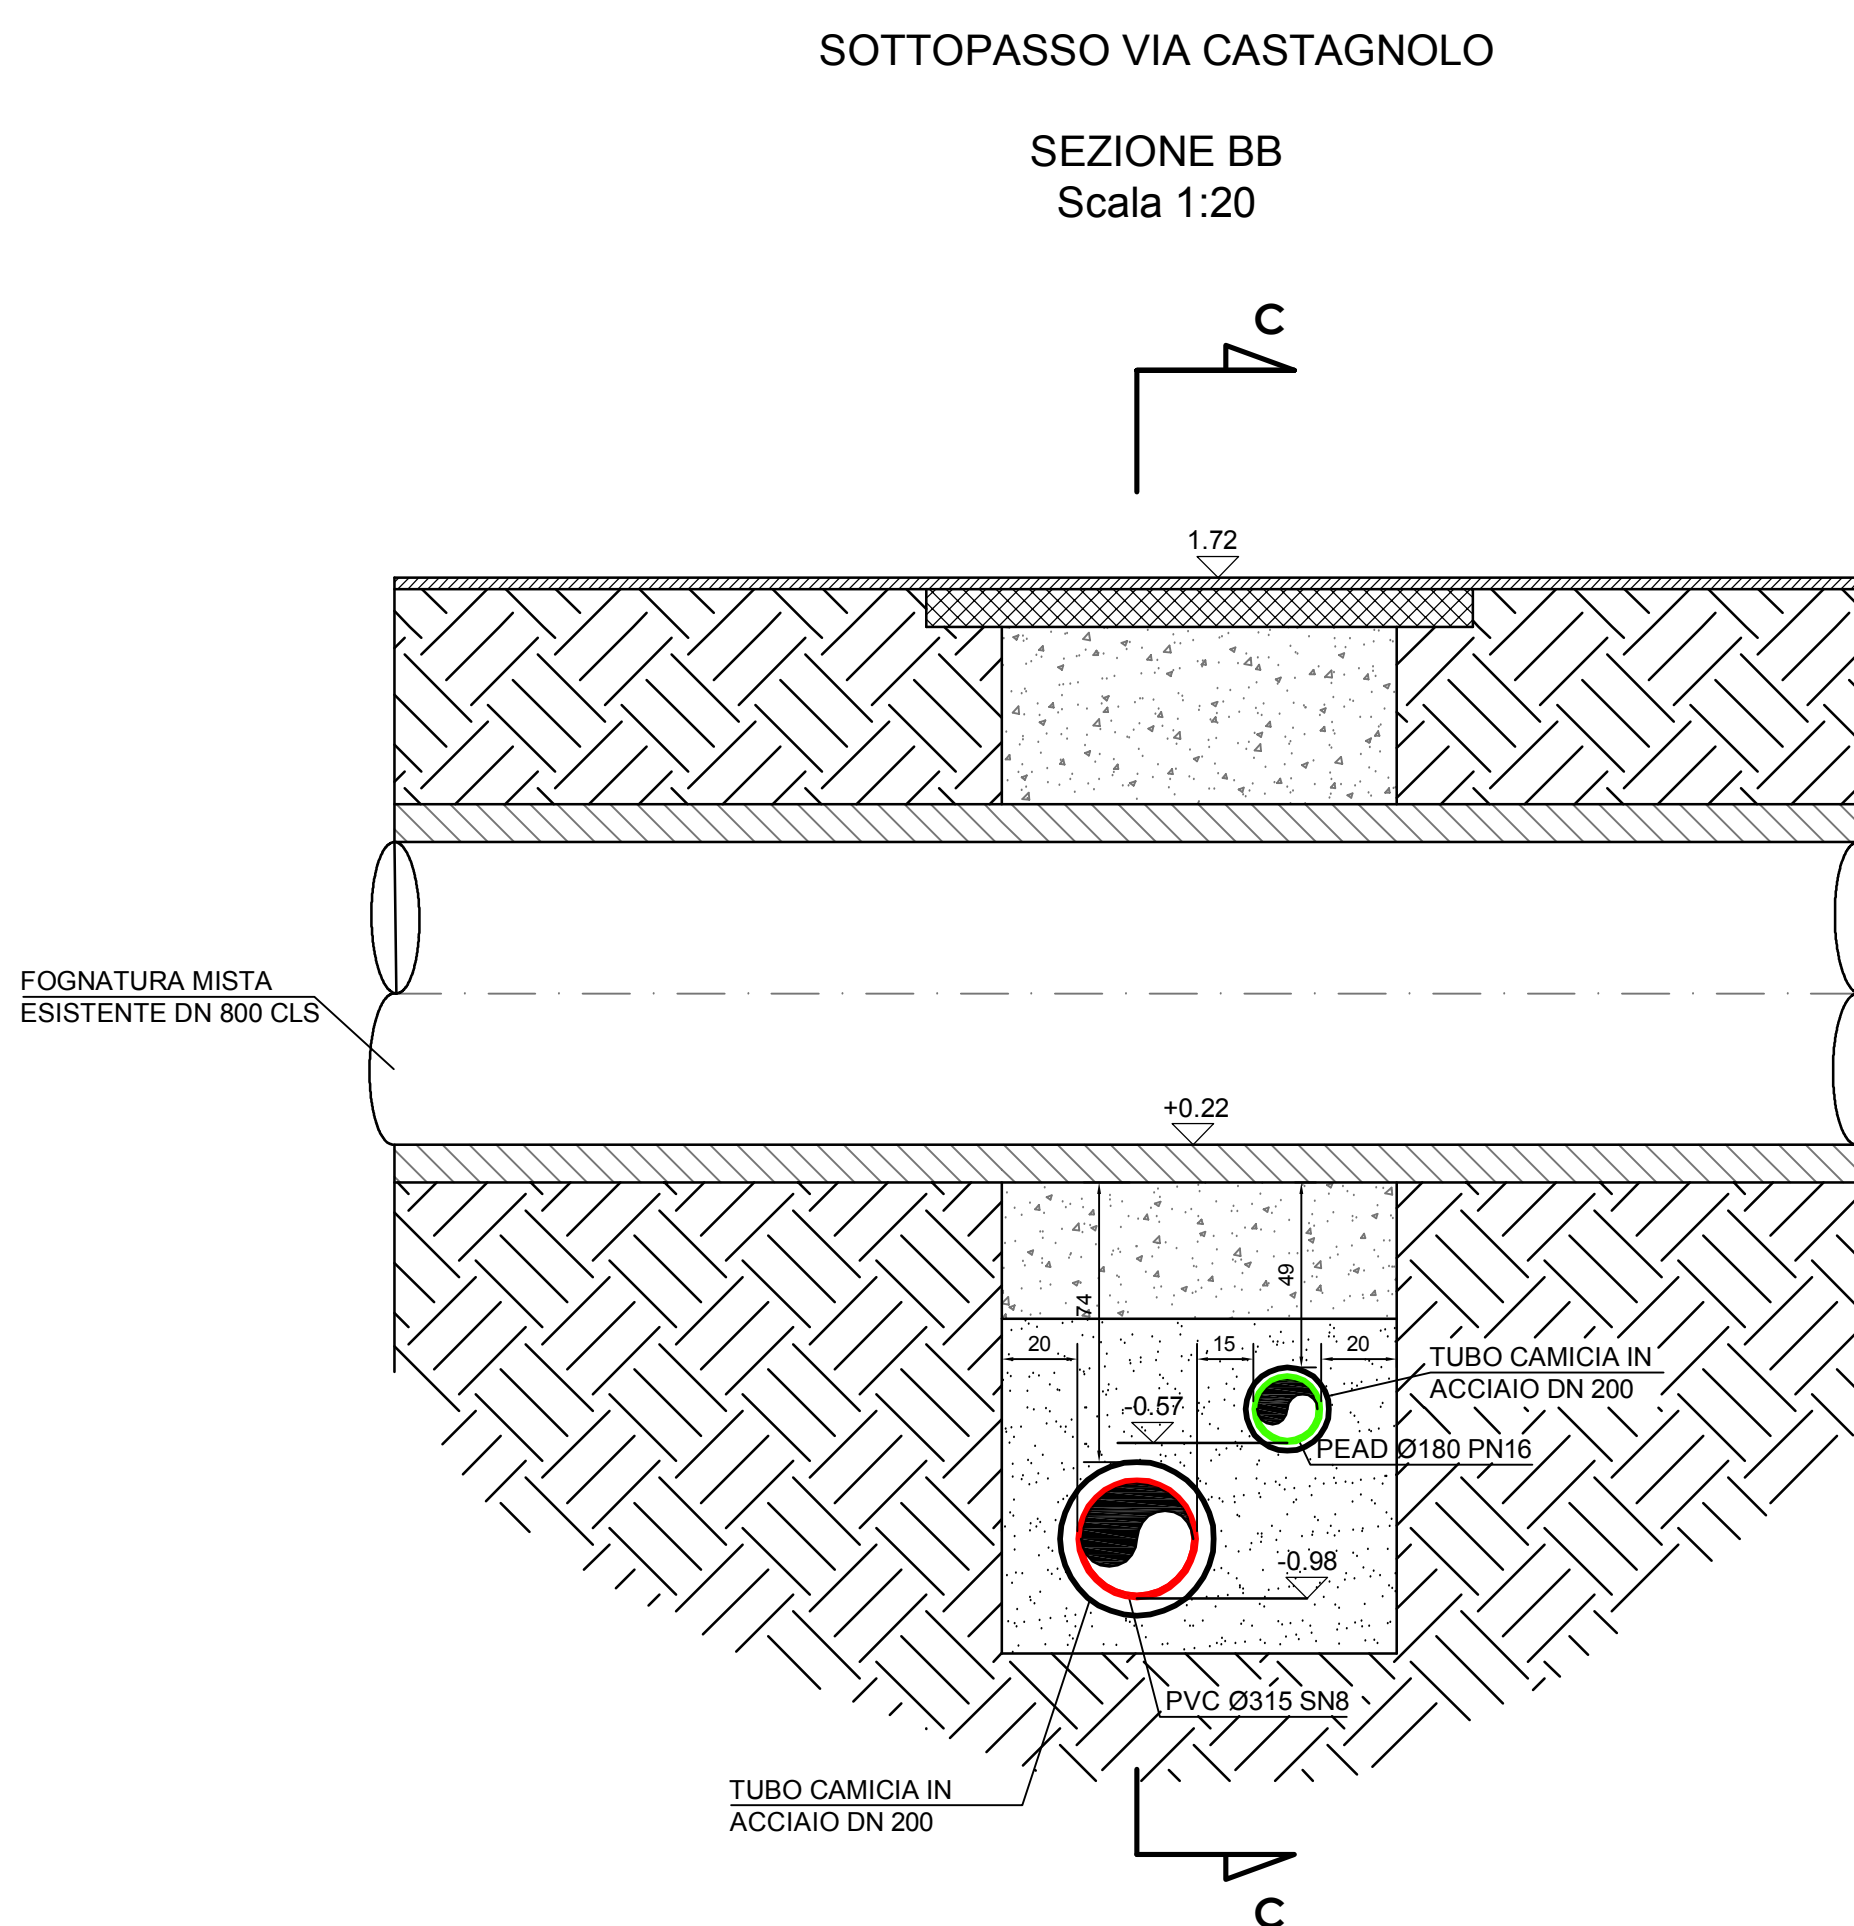 SOTTOPASSO VIA CASTAGNOLO
SEZIONE BB
Scala 1:20
C
1.72
FOGNATURA MISTA
ESISTENTE DN 800 CLS
+0.22
74
49
20
15
20
TUBO CAMICIA IN
ACCIAIO DN 200
-0.57
PEAD Ø180 PN16
-0.98
PVC Ø315 SN8
TUBO CAMICIA IN
ACCIAIO DN 200
C